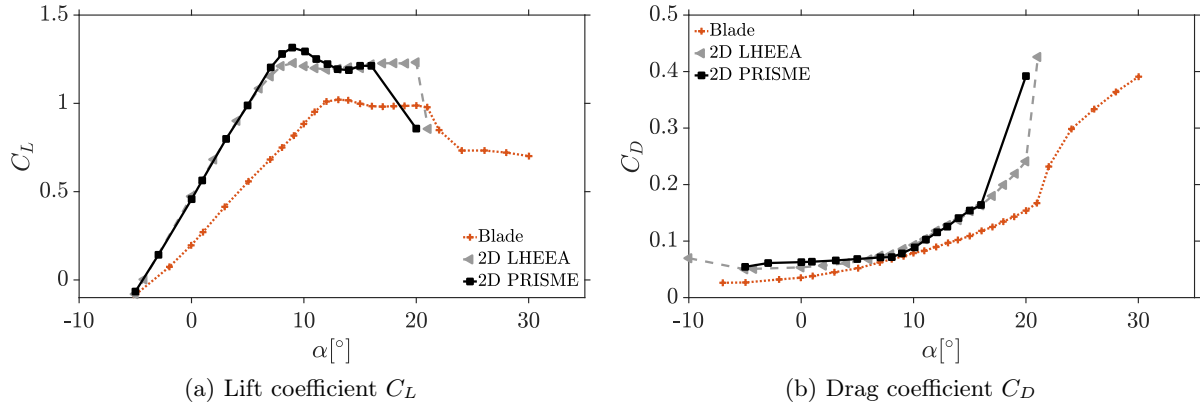 1.5
1
0.5
0
-10
0
10
20
30
C_L
α[°]
Blade
2D LHEEA
2D PRISME
(a) Lift coefficient C_L
0.5
0.4
0.3
0.2
0.1
0
-10
0
10
20
30
C_D
α[°]
Blade
2D LHEEA
2D PRISME
(b) Drag coefficient C_D